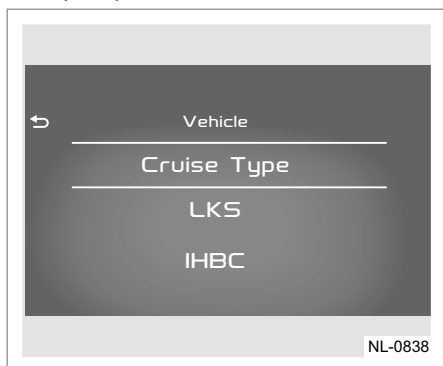 Vehicle
Cruise Type
LKS
IHBC
NL-0838